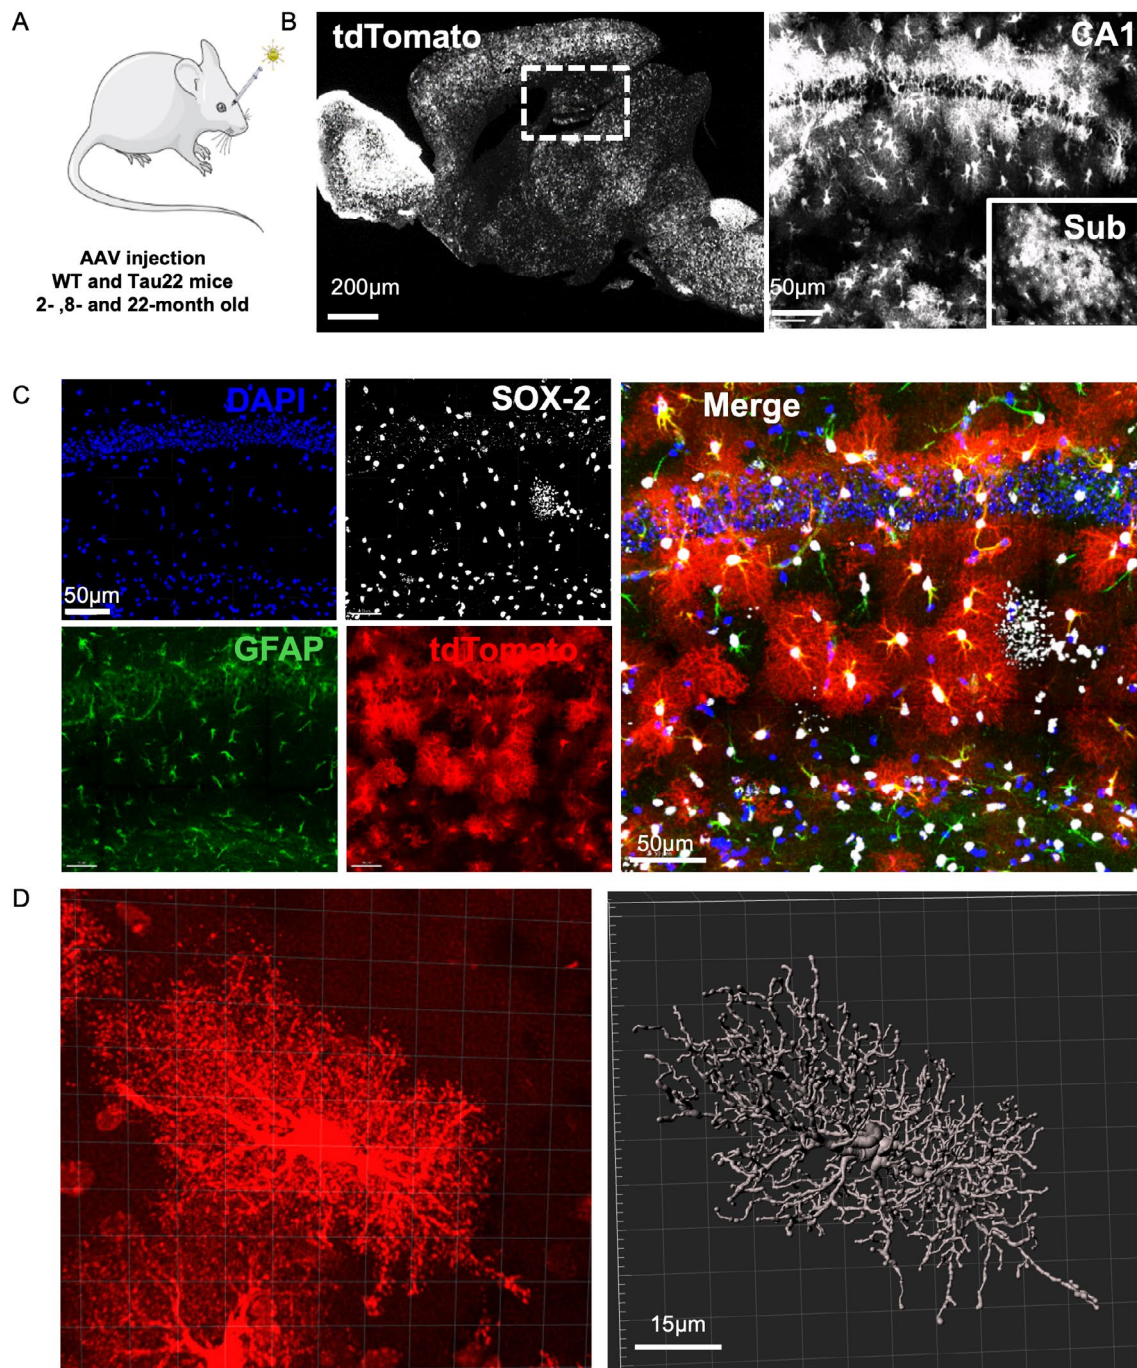 A
B
AAV injection
WT and Tau22 mice
2- ,8- and 22-month old
tdTomato
200µm
CA1
50µm
Sub
C
DAPI
50µm
SOX-2
GFAP
tdTomato
Merge
50µm
D
15µm